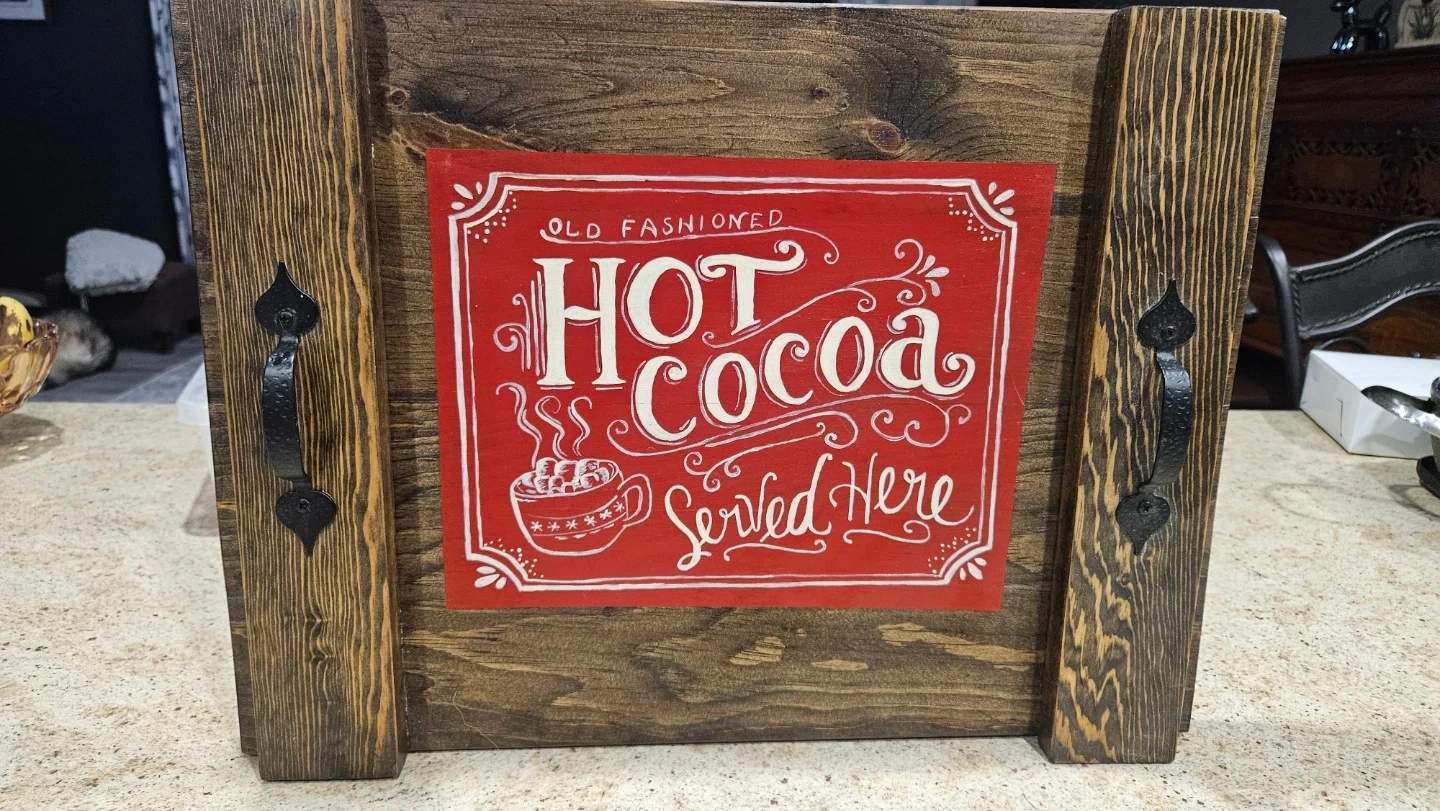 OLD FASHIONED
HOT
COCOA
Served Here